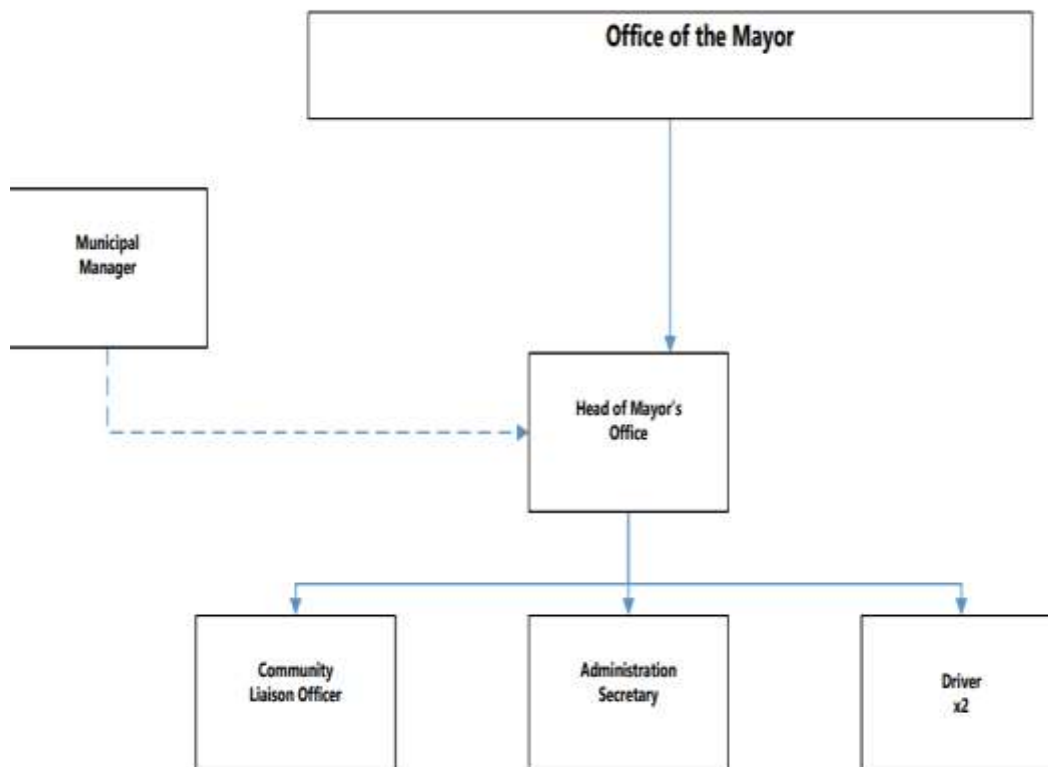 Office of the Mayor
Municipal
Manager
Head of Mayor's
Office
Community
Liaison Officer
Administration
Secretary
Driver
x2